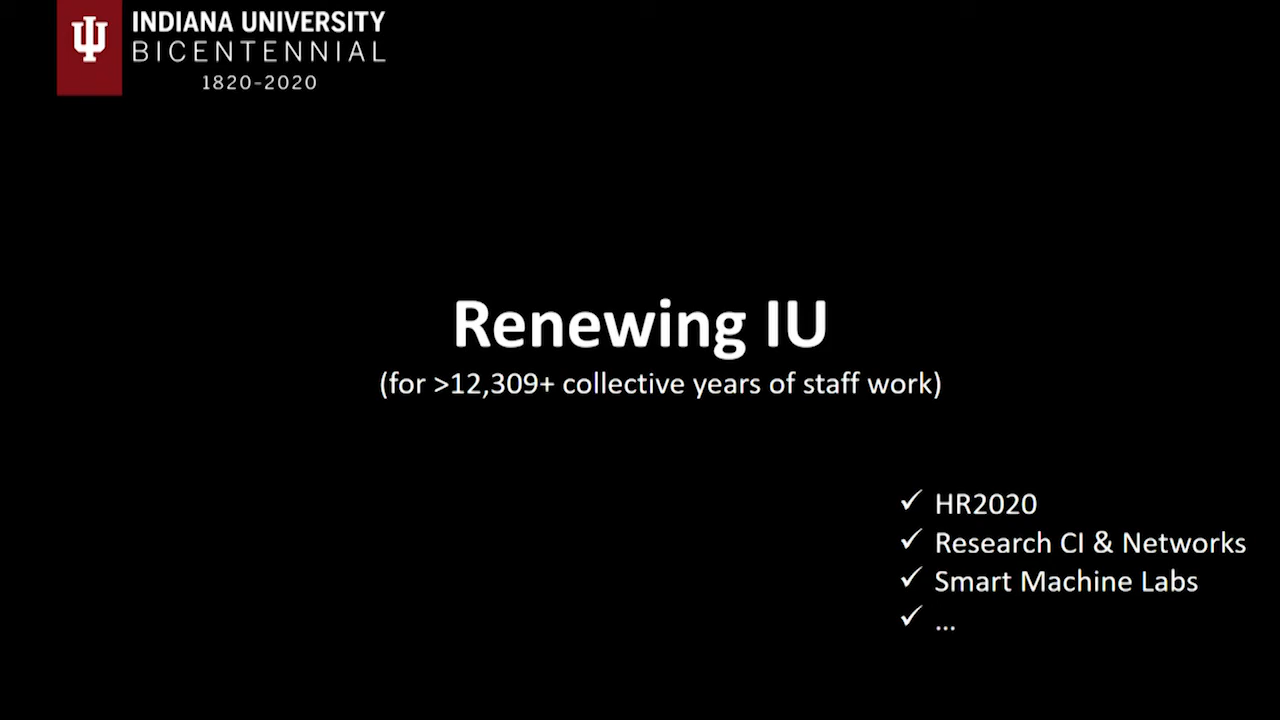 INDIANA UNIVERSITY
BICENTENNIAL
1820-2020
Renewing IU
(for >12,309+ collective years of staff work)
✓ HR2020
✓ Research CI & Networks
✓ Smart Machine Labs
✓ ...